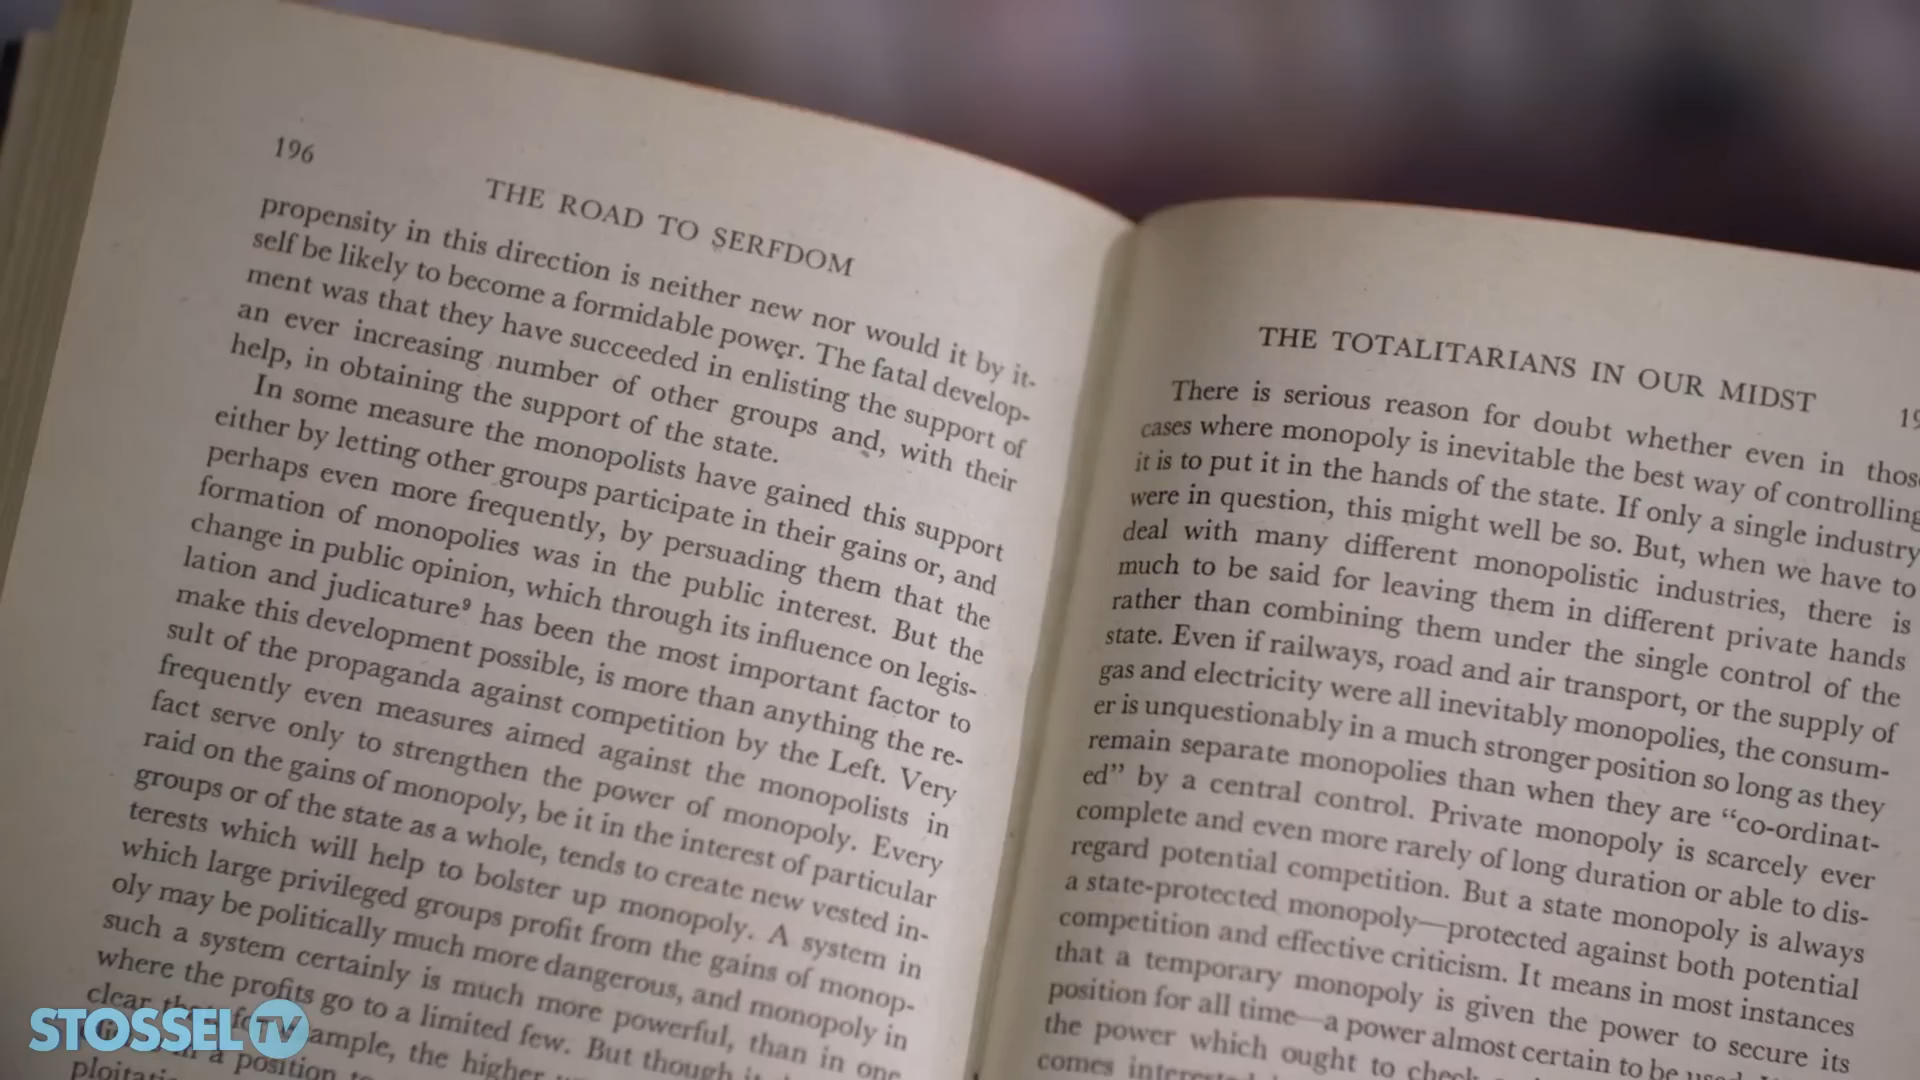 196
THE ROAD TO SERFDOM
propensity in this direction is neither new nor would it by it-
self be likely to become a formidable power. The fatal develop-
ment was that they have succeeded in enlisting the support of
an ever increasing number of other groups and, with their
help, in obtaining the support of the state.
In some measure the monopolists have gained this support
either by letting other groups participate in their gains or, and
perhaps even more frequently, by persuading them that the
formation of monopolies was in the public interest. But the
change in public opinion, which through its influence on legis-
lation and judicature⁹ has been the most important factor to
make this development possible, is more than anything the re-
sult of the propaganda against competition by the Left. Very
frequently even measures aimed against the monopolists in
fact serve only to strengthen the power of monopoly. Every
raid on the gains of monopoly, be it in the interest of particular
groups or of the state as a whole, tends to create new vested in-
terests which will help to bolster up monopoly. A system in
which large privileged groups profit from the gains of monop-
oly may be politically much more dangerous, and monopoly in
such a system certainly is much more powerful, than in one
where the profits go to a limited few. But though it
clear that for example, the higher
in a position
THE TOTALITARIANS IN OUR MIDST
19
There is serious reason for doubt whether even in those
cases where monopoly is inevitable the best way of controlling
it is to put it in the hands of the state. If only a single industry
were in question, this might well be so. But, when we have to
deal with many different monopolistic industries, there is
much to be said for leaving them in different private hands
rather than combining them under the single control of the
state. Even if railways, road and air transport, or the supply of
gas and electricity were all inevitably monopolies, the consum-
er is unquestionably in a much stronger position so long as they
remain separate monopolies than when they are “co-ordinat-
ed” by a central control. Private monopoly is scarcely ever
complete and even more rarely of long duration or able to dis-
regard potential competition. But a state monopoly is always
a state-protected monopoly—protected against both potential
competition and effective criticism. It means in most instances
that a temporary monopoly is given the power to secure its
position for all time—a power almost certain to be used.
the power which ought to check
comes
STOSSEL TV